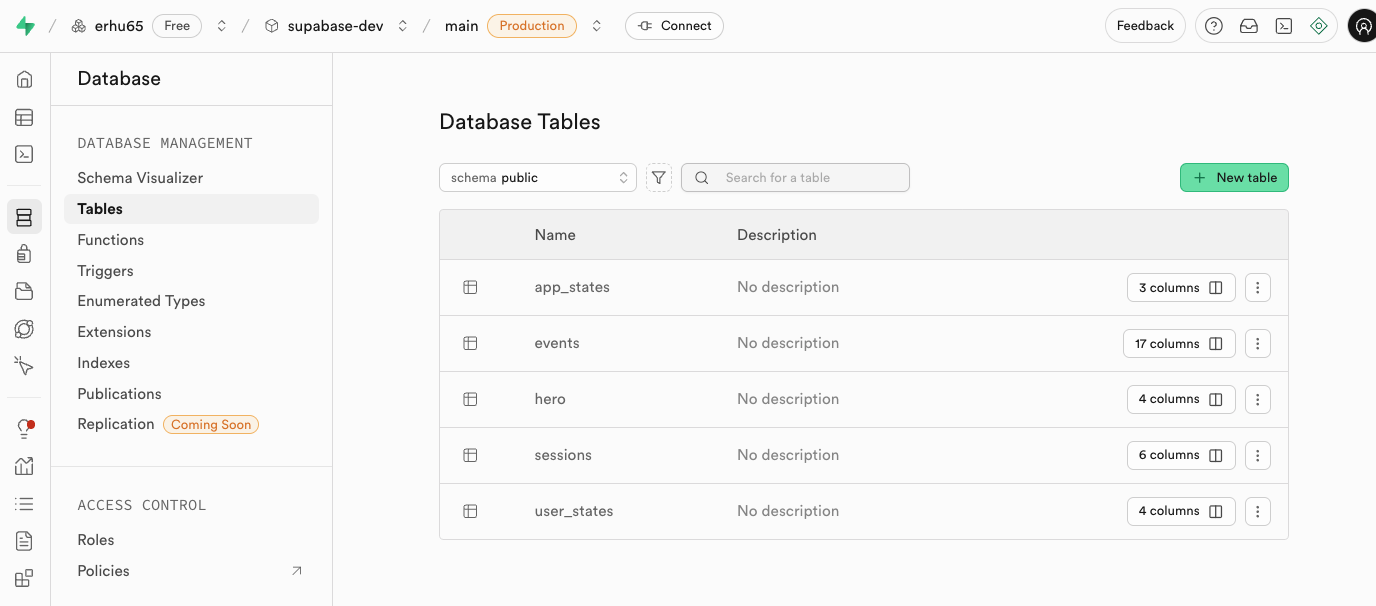 erhu65 Free supabase-dev main Production Connect Feedback
Database
DATABASE MANAGEMENT
Schema Visualizer
Tables
Functions
Triggers
Enumerated Types
Extensions
Indexes
Publications
Replication Coming Soon
ACCESS CONTROL
Roles
Policies
Database Tables
schema public Search for a table New table
Name Description
app_states No description 3 columns
events No description 17 columns
hero No description 4 columns
sessions No description 6 columns
user_states No description 4 columns